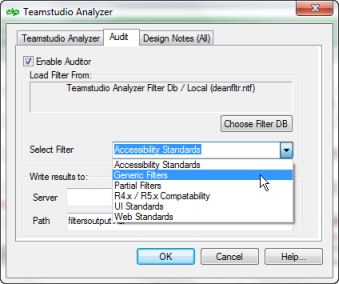 Teamstudio Analyzer
Teamstudio Analyzer Audit Design Notes (All)
Enable Auditor
Load Filter From:
Teamstudio Analyzer Filter Db / Local (deanfltr.ntf)
Choose Filter DB
Select Filter Accessibility Standards
Accessibility Standards
Generic Filters
Partial Filters
R4.x / R5.x Compatability
UI Standards
Web Standards
Write results to:
Server
Path filtersoutput
OK Cancel Help...